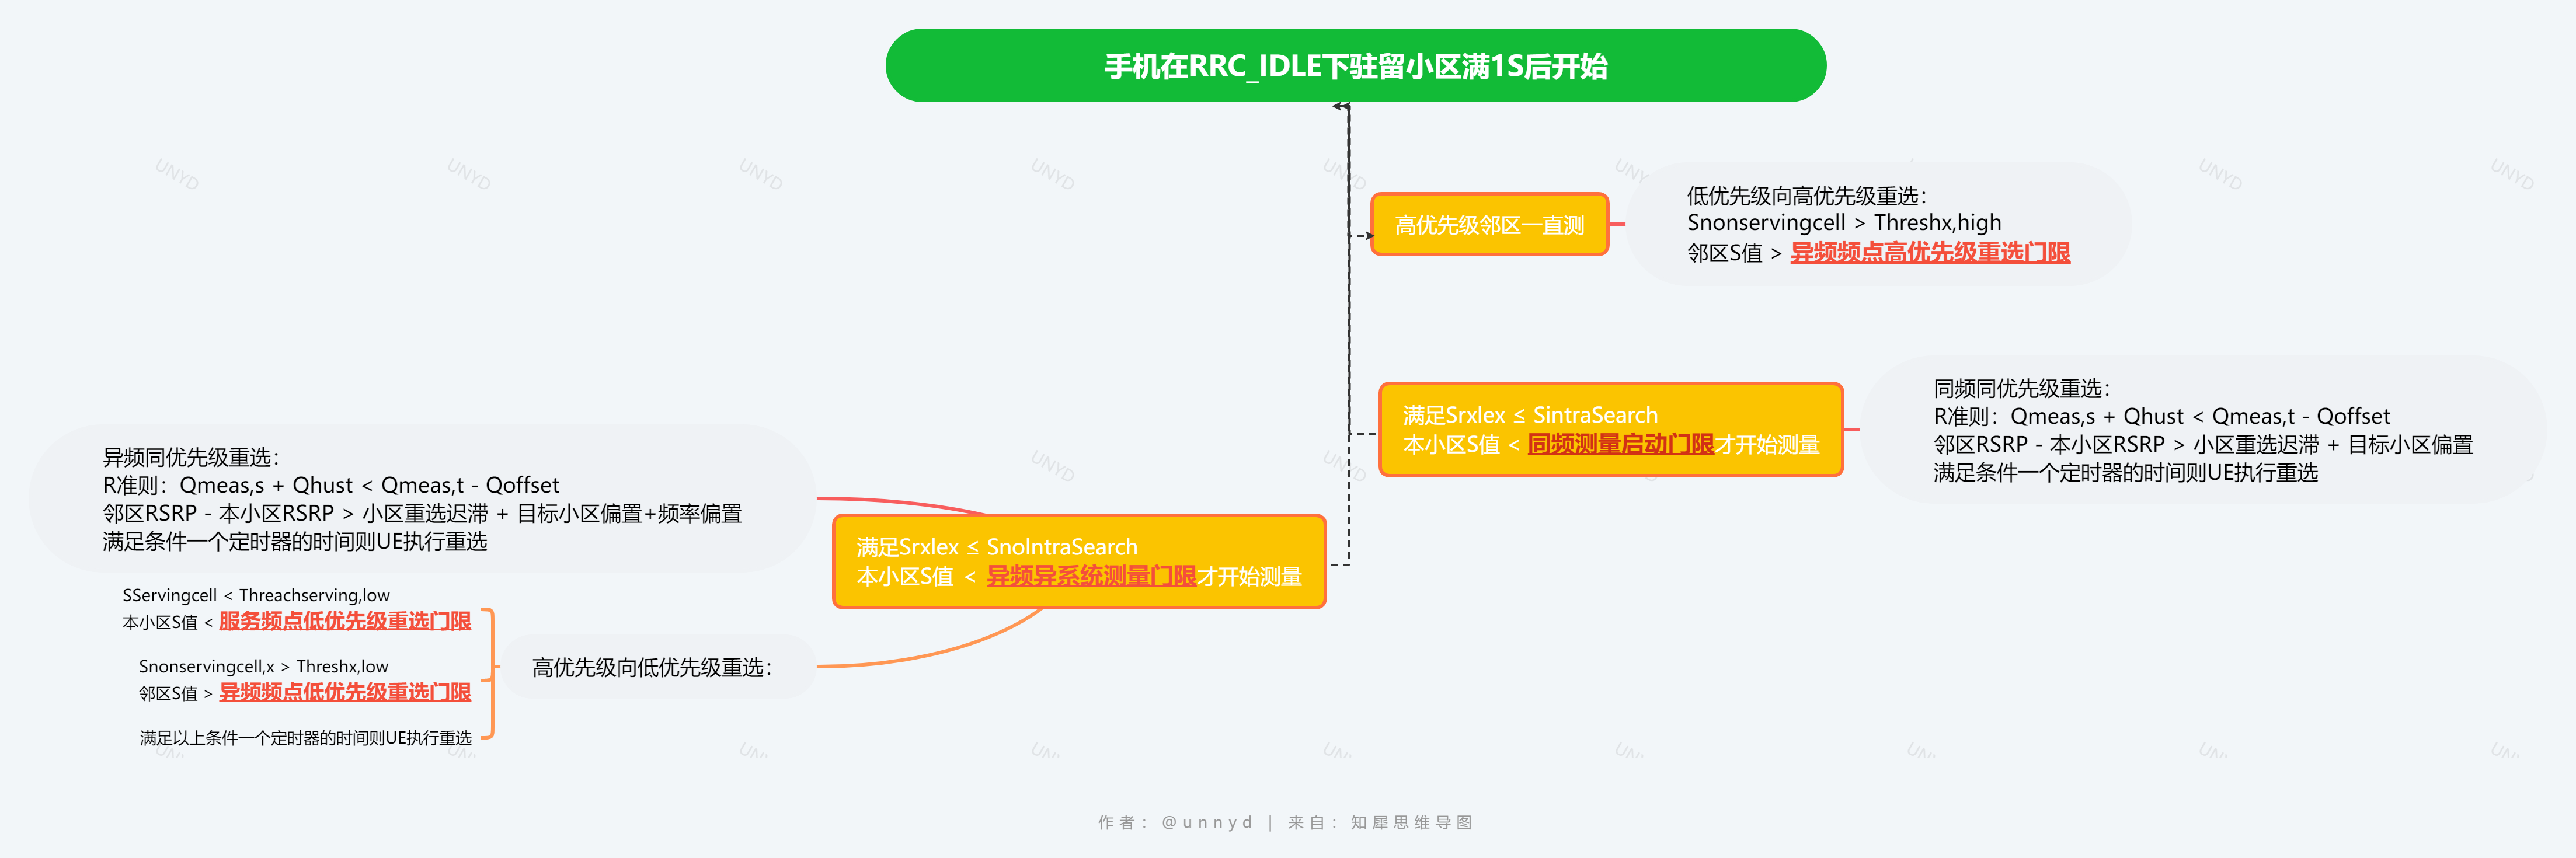 手机在RRC_IDLE下驻留小区满1S后开始
高优先级邻区一直测
低优先级向高优先级重选：
Snonservingcell > Threshx,high
邻区S值 > 异频频点高优先级重选门限
满足Srxlex ≤ SintraSearch
本小区S值 < 同频测量启动门限才开始测量
同频同优先级重选：
R准则：Qmeas,s + Qhust < Qmeas,t - Qoffset
邻区RSRP - 本小区RSRP > 小区重选迟滞 + 目标小区偏置
满足条件一个定时器的时间则UE执行重选
满足Srxlex ≤ SnoIntraSearch
本小区S值 < 异频异系统测量门限才开始测量
异频同优先级重选：
R准则：Qmeas,s + Qhust < Qmeas,t - Qoffset
邻区RSRP - 本小区RSRP > 小区重选迟滞 + 目标小区偏置+频率偏置
满足条件一个定时器的时间则UE执行重选
高优先级向低优先级重选：
SServingcell < Threachserving,low
本小区S值 < 服务频点低优先级重选门限
Snonservingcell,x > Threshx,low
邻区S值 > 异频频点低优先级重选门限
满足以上条件一个定时器的时间则UE执行重选
UNYD
UNYD
UNYD
UNYD
UNYD
UNYD
UNYD
UNYD
UNYD
作者：@unnyd | 来自：知犀思维导图